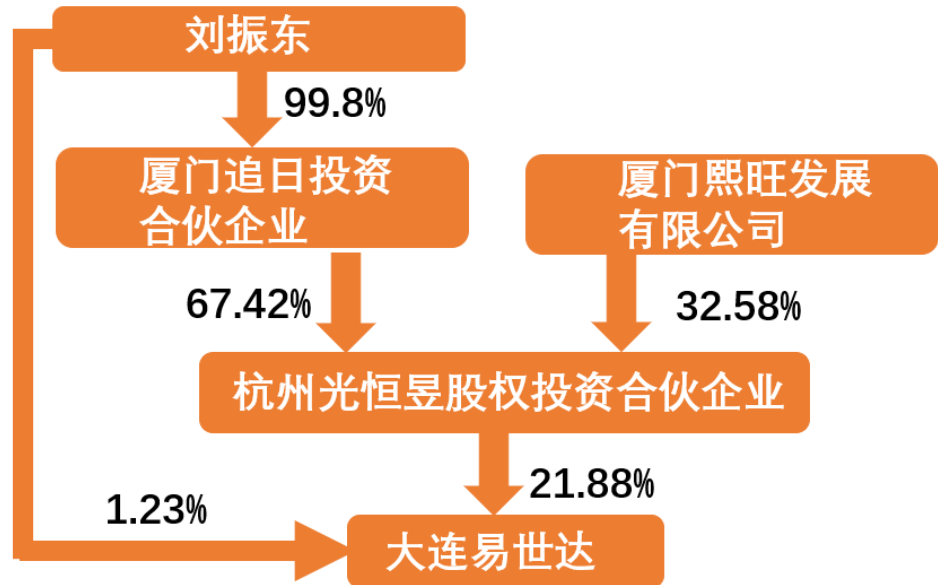 刘振东
99.8%
厦门追日投资
合伙企业
厦门熙旺发展
有限公司
67.42%
32.58%
杭州光恒昱股权投资合伙企业
21.88%
1.23%
大连易世达